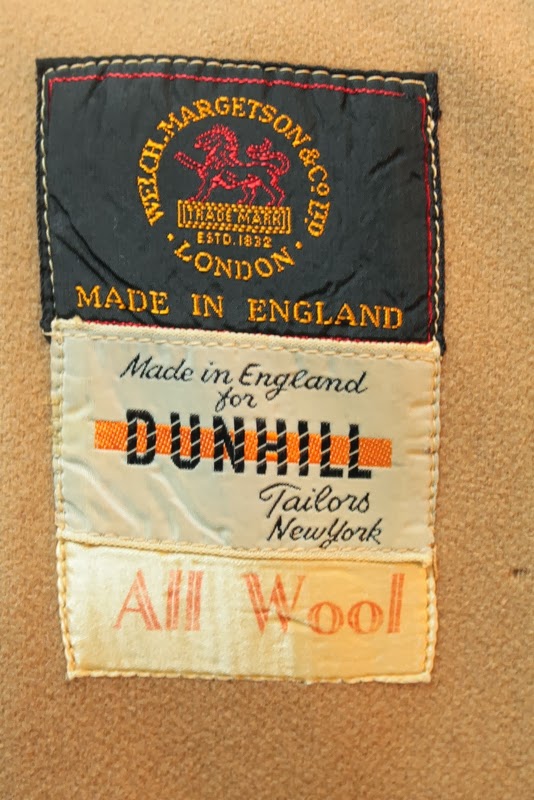 WELCH, MARGETSON & Co. LTD
TRADE MARK
ESTD. 1832
· LONDON ·
MADE IN ENGLAND
Made in England
for
DUNHILL
Tailors
New York
All Wool